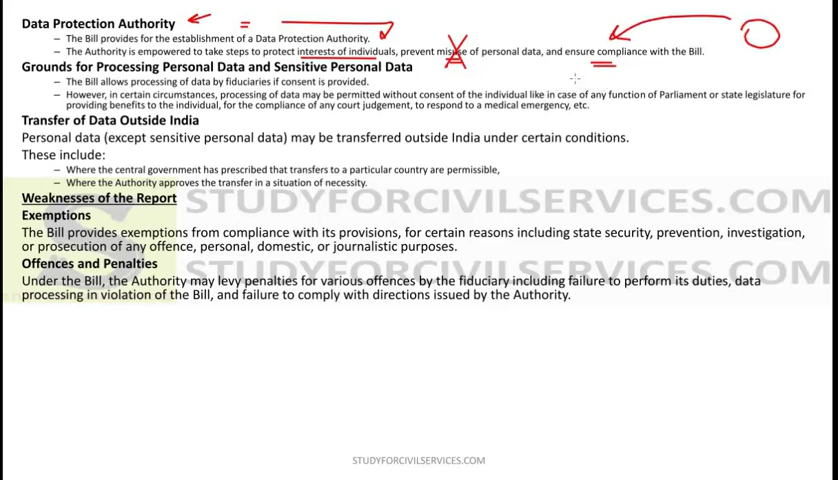 Data Protection Authority
– The Bill provides for the establishment of a Data Protection Authority.
– The Authority is empowered to take steps to protect interests of individuals, prevent misuse of personal data, and ensure compliance with the Bill.
Grounds for Processing Personal Data and Sensitive Personal Data
– The Bill allows processing of data by fiduciaries if consent is provided.
– However, in certain circumstances, processing of data may be permitted without consent of the individual like in case of any function of Parliament or state legislature for
providing benefits to the individual, for the compliance of any court judgement, to respond to a medical emergency, etc.
Transfer of Data Outside India
Personal data (except sensitive personal data) may be transferred outside India under certain conditions.
These include:
– Where the central government has prescribed that transfers to a particular country are permissible,
– Where the Authority approves the transfer in a situation of necessity.
Weaknesses of the Report
STUDYFORCIVILSERVICES.COM
Exemptions
The Bill provides exemptions from compliance with its provisions, for certain reasons including state security, prevention, investigation,
or prosecution of any offence, personal, domestic, or journalistic purposes.
Offences and Penalties
STUDYFORCIVILSERVICES.COM
Under the Bill, the Authority may levy penalties for various offences by the fiduciary including failure to perform its duties, data
processing in violation of the Bill, and failure to comply with directions issued by the Authority.
STUDYFORCIVILSERVICES.COM